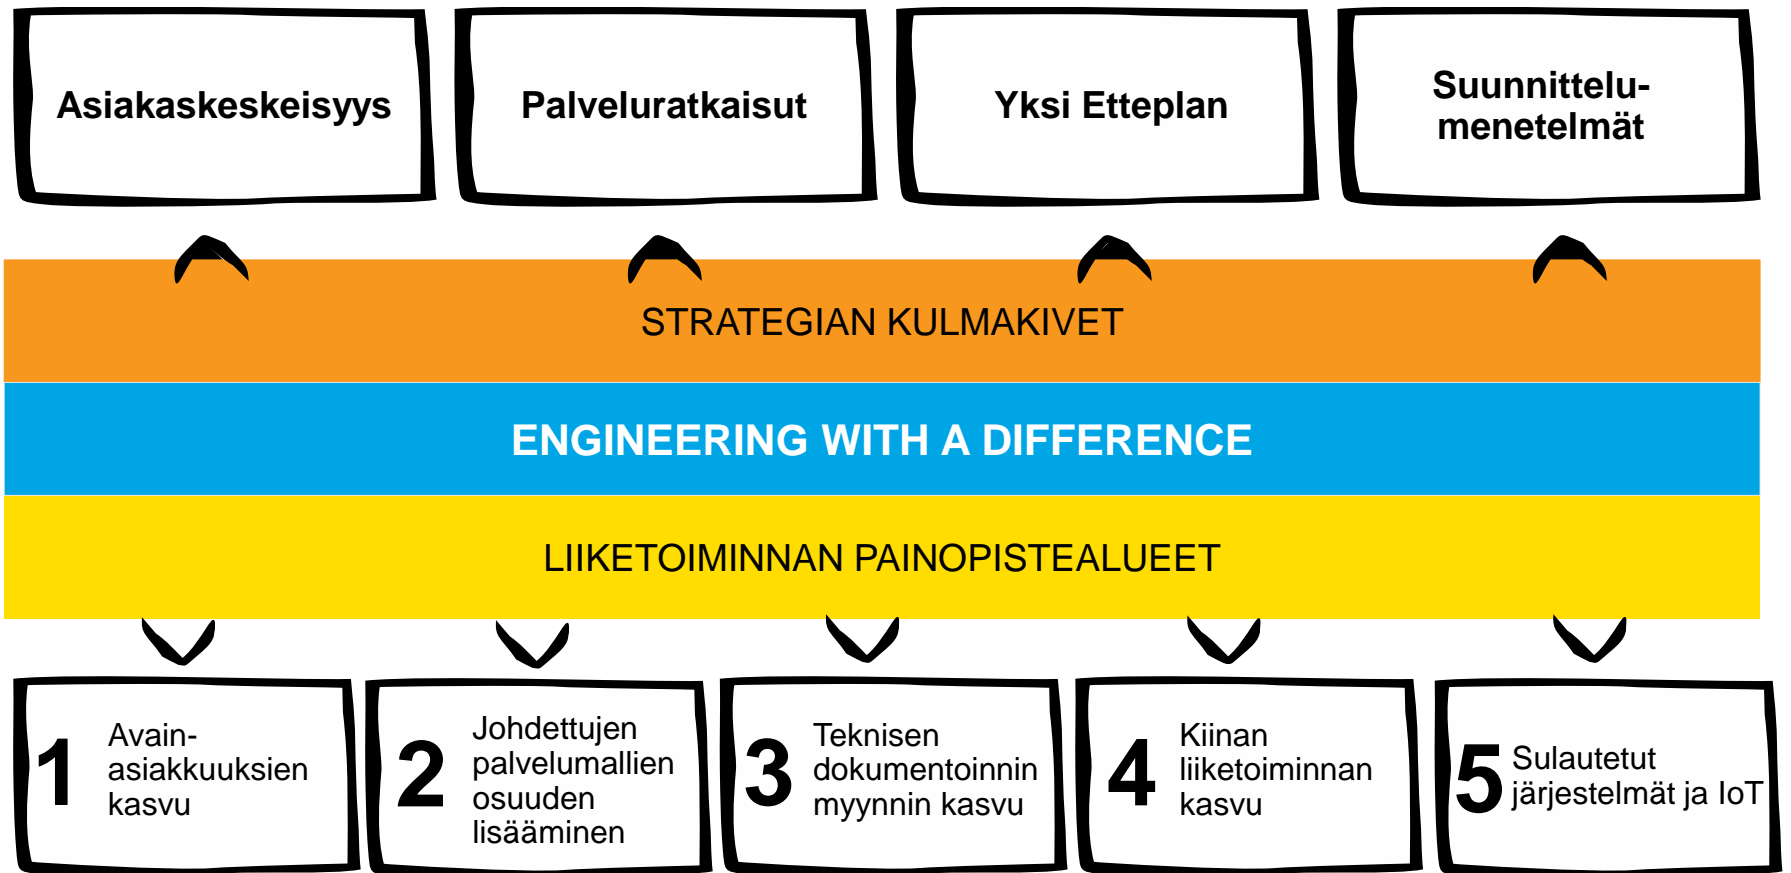 Asiakaskeskeisyys
Palveluratkaisut
Yksi Etteplan
Suunnittelu-
menetelmät
STRATEGIAN KULMAKIVET
ENGINEERING WITH A DIFFERENCE
LIIKETOIMINNAN PAINOPISTEALUEET
1
Avain-
asiakkuuksien
kasvu
2
Johdettujen
palvelumallien
osuuden
lisääminen
3
Teknisen
dokumentoinnin
myynnin kasvu
4
Kiinan
liiketoiminnan
kasvu
5
Sulautetut
järjestelmät ja IoT